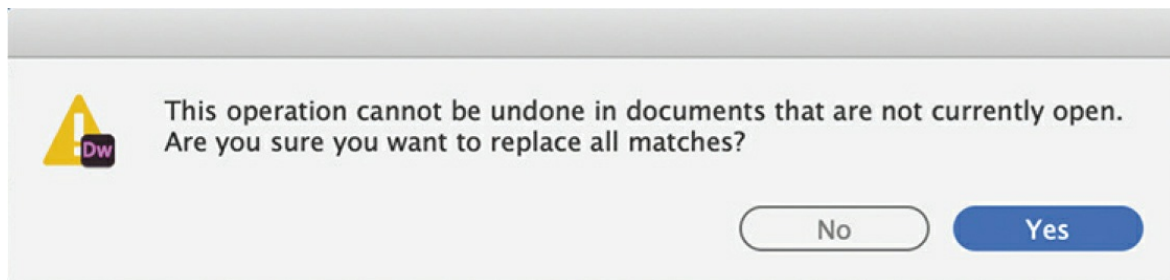 This operation cannot be undone in documents that are not currently open.
Are you sure you want to replace all matches?
Dw
No
Yes